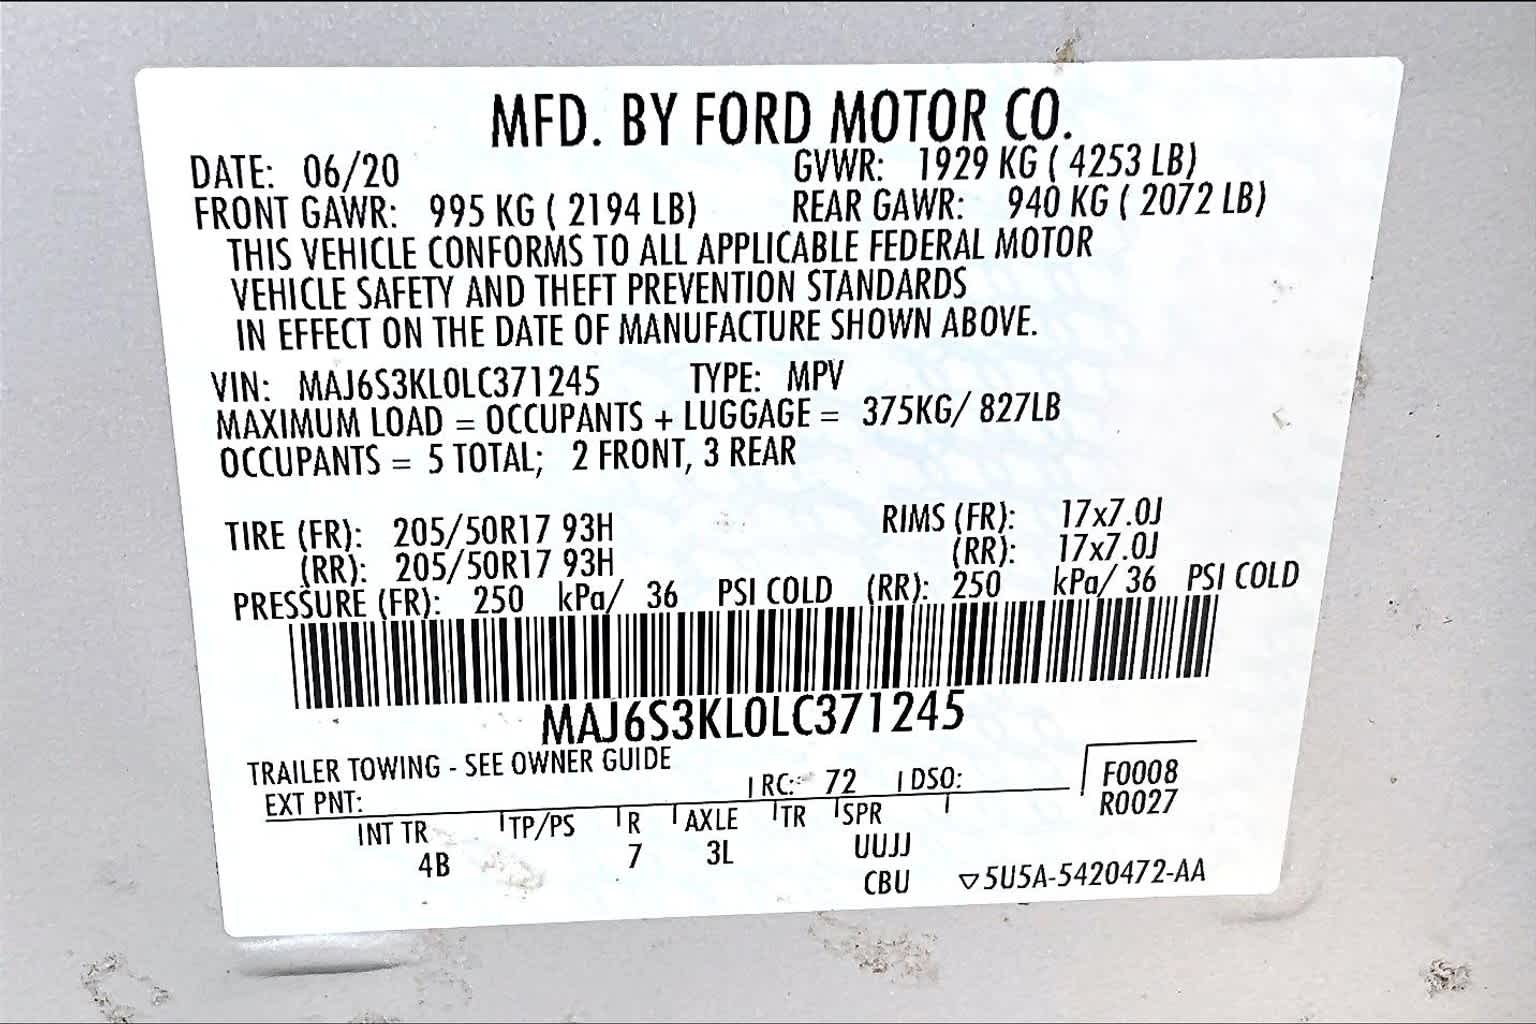 MFD. BY FORD MOTOR CO.
DATE: 06/20 GVWR: 1929 KG ( 4253 LB)
FRONT GAWR: 995 KG ( 2194 LB) REAR GAWR: 940 KG ( 2072 LB)
THIS VEHICLE CONFORMS TO ALL APPLICABLE FEDERAL MOTOR
VEHICLE SAFETY AND THEFT PREVENTION STANDARDS
IN EFFECT ON THE DATE OF MANUFACTURE SHOWN ABOVE.
VIN: MAJ6S3KL0LC371245 TYPE: MPV
MAXIMUM LOAD = OCCUPANTS + LUGGAGE = 375KG/ 827LB
OCCUPANTS = 5 TOTAL; 2 FRONT, 3 REAR
TIRE (FR): 205/50R17 93H RIMS (FR): 17x7.0J
(RR): 205/50R17 93H (RR): 17x7.0J
PRESSURE (FR): 250 kPa/ 36 PSI COLD (RR): 250 kPa/ 36 PSI COLD
MAJ6S3KL0LC371245
TRAILER TOWING - SEE OWNER GUIDE
EXT PNT: RC: 72 DSO: F0008
R0027
INT TR TP/PS R AXLE TR SPR
4B 7 3L UUJJ
CBU ▽5U5A-5420472-AA